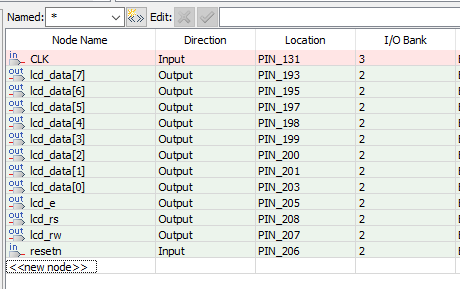 Named: * Edit:
Node Name Direction Location I/O Bank
in CLK Input PIN_131 3
out lcd_data[7] Output PIN_193 2
out lcd_data[6] Output PIN_195 2
out lcd_data[5] Output PIN_197 2
out lcd_data[4] Output PIN_198 2
out lcd_data[3] Output PIN_199 2
out lcd_data[2] Output PIN_200 2
out lcd_data[1] Output PIN_201 2
out lcd_data[0] Output PIN_203 2
out lcd_e Output PIN_205 2
out lcd_rs Output PIN_208 2
out lcd_rw Output PIN_207 2
in resetn Input PIN_206 2
<<new node>>